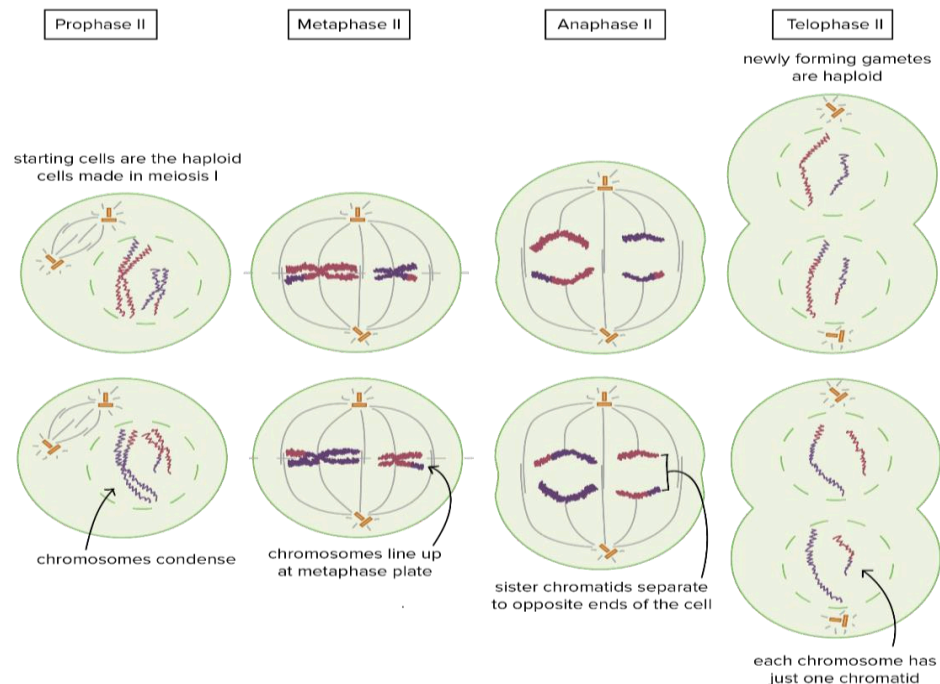 Prophase II
Metaphase II
Anaphase II
Telophase II
newly forming gametes
are haploid
starting cells are the haploid
cells made in meiosis I
chromosomes condense
chromosomes line up
at metaphase plate
sister chromatids separate
to opposite ends of the cell
each chromosome has
just one chromatid